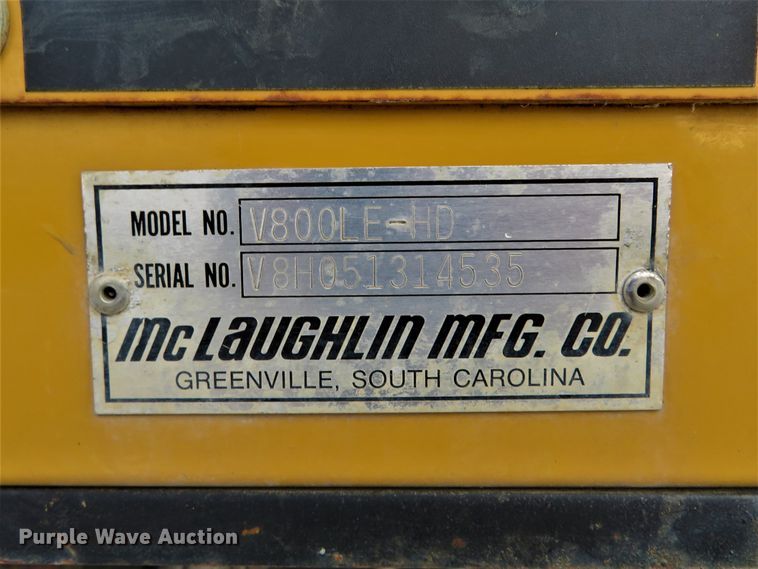 MODEL NO. V800LE-HD
SERIAL NO. V8H051314535
McLAUGHLIN MFG. CO.
GREENVILLE, SOUTH CAROLINA
Purple Wave Auction